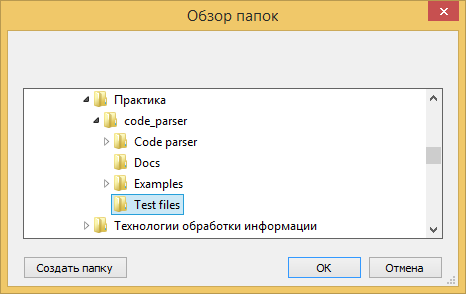 Обзор папок
Практика
code_parser
Code parser
Docs
Examples
Test files
Технологии обработки информации
Создать папку
OK
Отмена